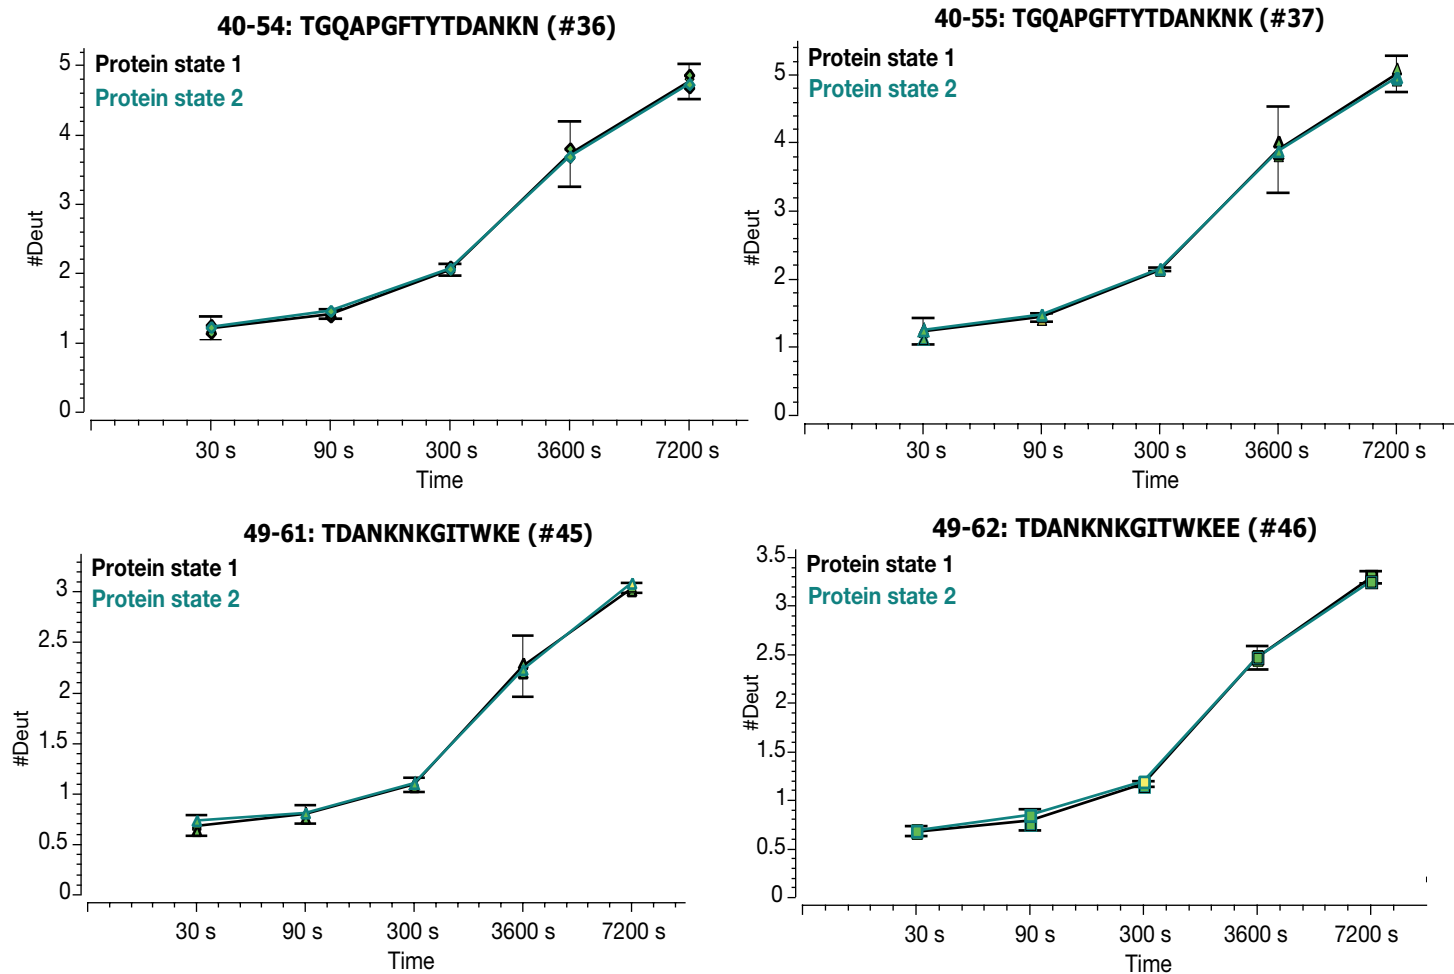 40-54: TGQAPGFTYTDANKN (#36)
Protein state 1
Protein state 2
#Deut
5
4
3
2
1
0
30 s 90 s 300 s 3600 s 7200 s
Time
40-55: TGQAPGFTYTDANKNK (#37)
Protein state 1
Protein state 2
#Deut
5
4
3
2
1
0
30 s 90 s 300 s 3600 s 7200 s
Time
49-61: TDANKNKGITWKE (#45)
Protein state 1
Protein state 2
#Deut
3
2.5
2
1.5
1
0.5
0
30 s 90 s 300 s 3600 s 7200 s
Time
49-62: TDANKNKGITWKEE (#46)
Protein state 1
Protein state 2
#Deut
3.5
3
2.5
2
1.5
1
0.5
0
30 s 90 s 300 s 3600 s 7200 s
Time